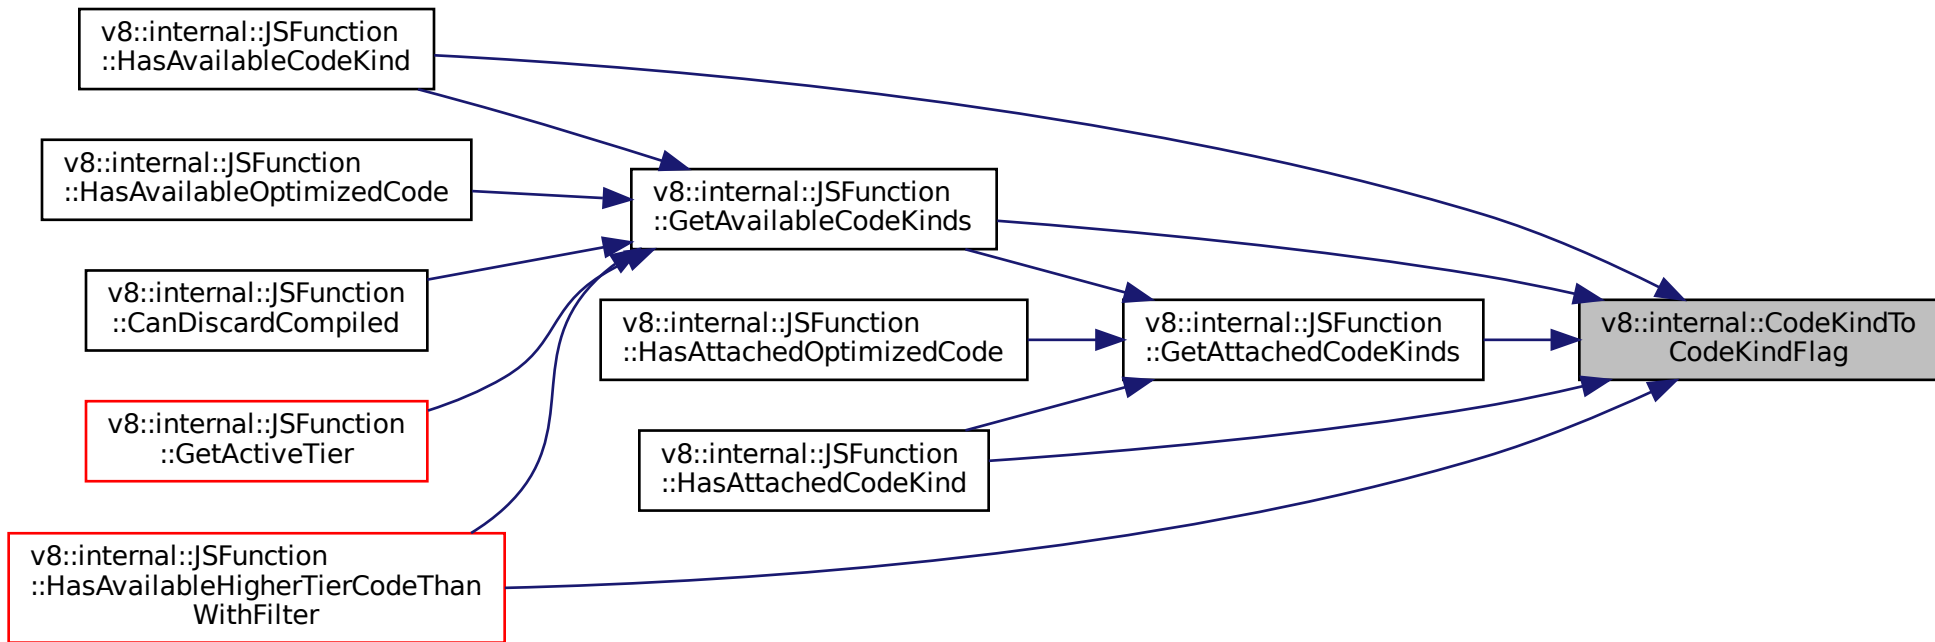 v8::internal::JSFunction
::HasAvailableCodeKind
v8::internal::JSFunction
::HasAvailableOptimizedCode
v8::internal::JSFunction
::GetAvailableCodeKinds
v8::internal::JSFunction
::CanDiscardCompiled
v8::internal::JSFunction
::HasAttachedOptimizedCode
v8::internal::JSFunction
::GetAttachedCodeKinds
v8::internal::CodeKindTo
CodeKindFlag
v8::internal::JSFunction
::GetActiveTier
v8::internal::JSFunction
::HasAttachedCodeKind
v8::internal::JSFunction
::HasAvailableHigherTierCodeThan
WithFilter